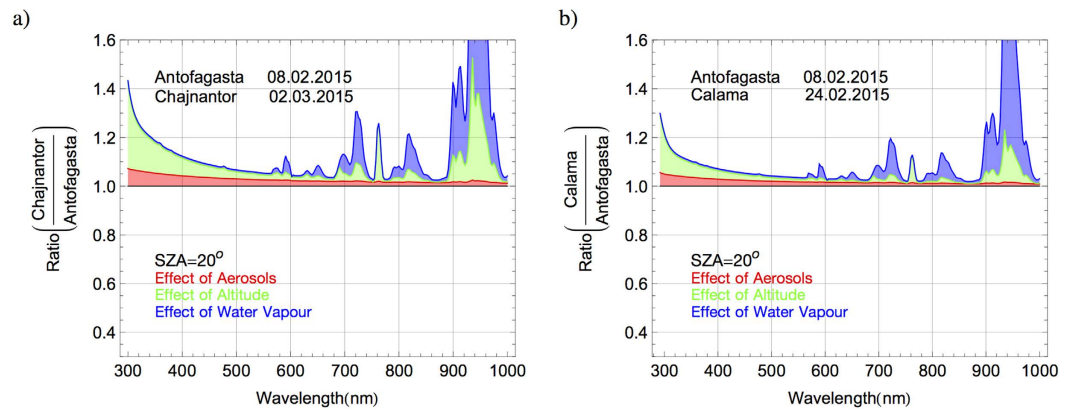 a)
1.6
1.4
1.2
1.0
0.8
0.6
0.4
Ratio(Chajnantor/Antofagasta)
Antofagasta 08.02.2015
Chajnantor 02.03.2015
SZA=20°
Effect of Aerosols
Effect of Altitude
Effect of Water Vapour
300 400 500 600 700 800 900 1000
Wavelength(nm)
b)
1.6
1.4
1.2
1.0
0.8
0.6
0.4
Ratio(Calama/Antofagasta)
Antofagasta 08.02.2015
Calama 24.02.2015
SZA=20°
Effect of Aerosols
Effect of Altitude
Effect of Water Vapour
300 400 500 600 700 800 900 1000
Wavelength(nm)